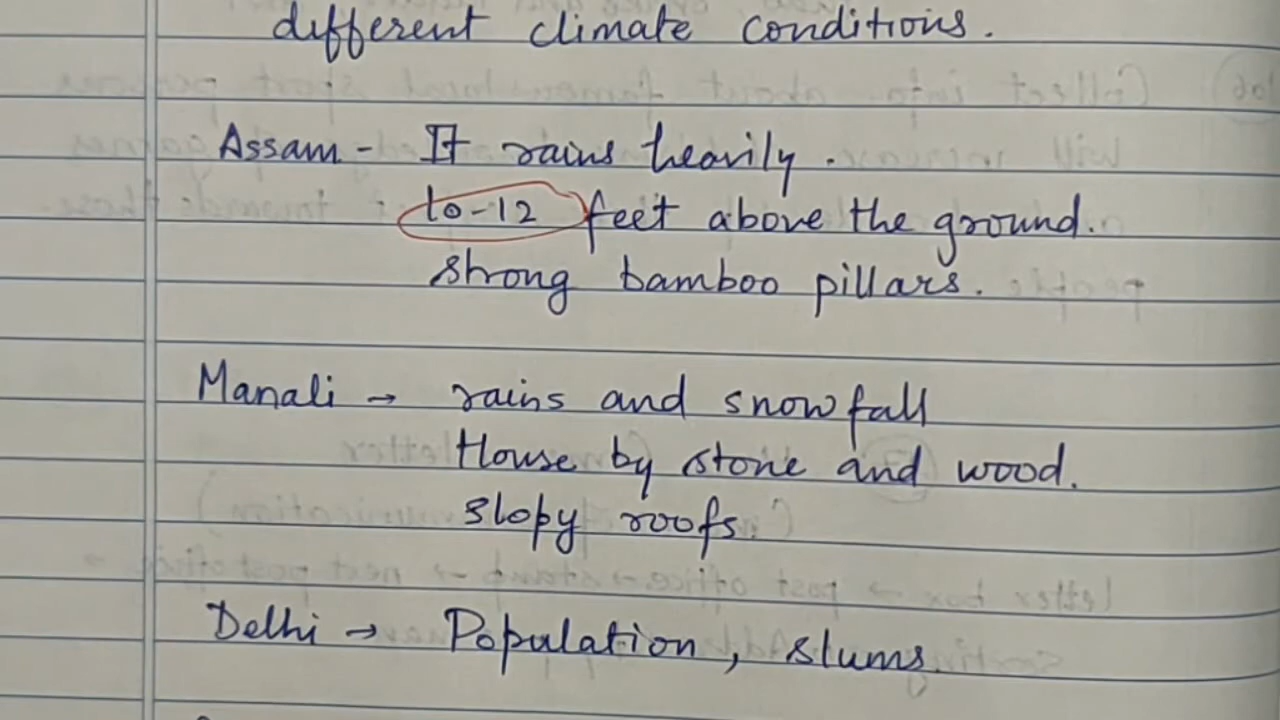 different climate conditions.
Assam - It rains heavily.
10-12 feet above the ground.
strong bamboo pillars.
Manali → rains and snowfall
House by stone and wood.
slopy roofs.
Delhi → Population, slums.